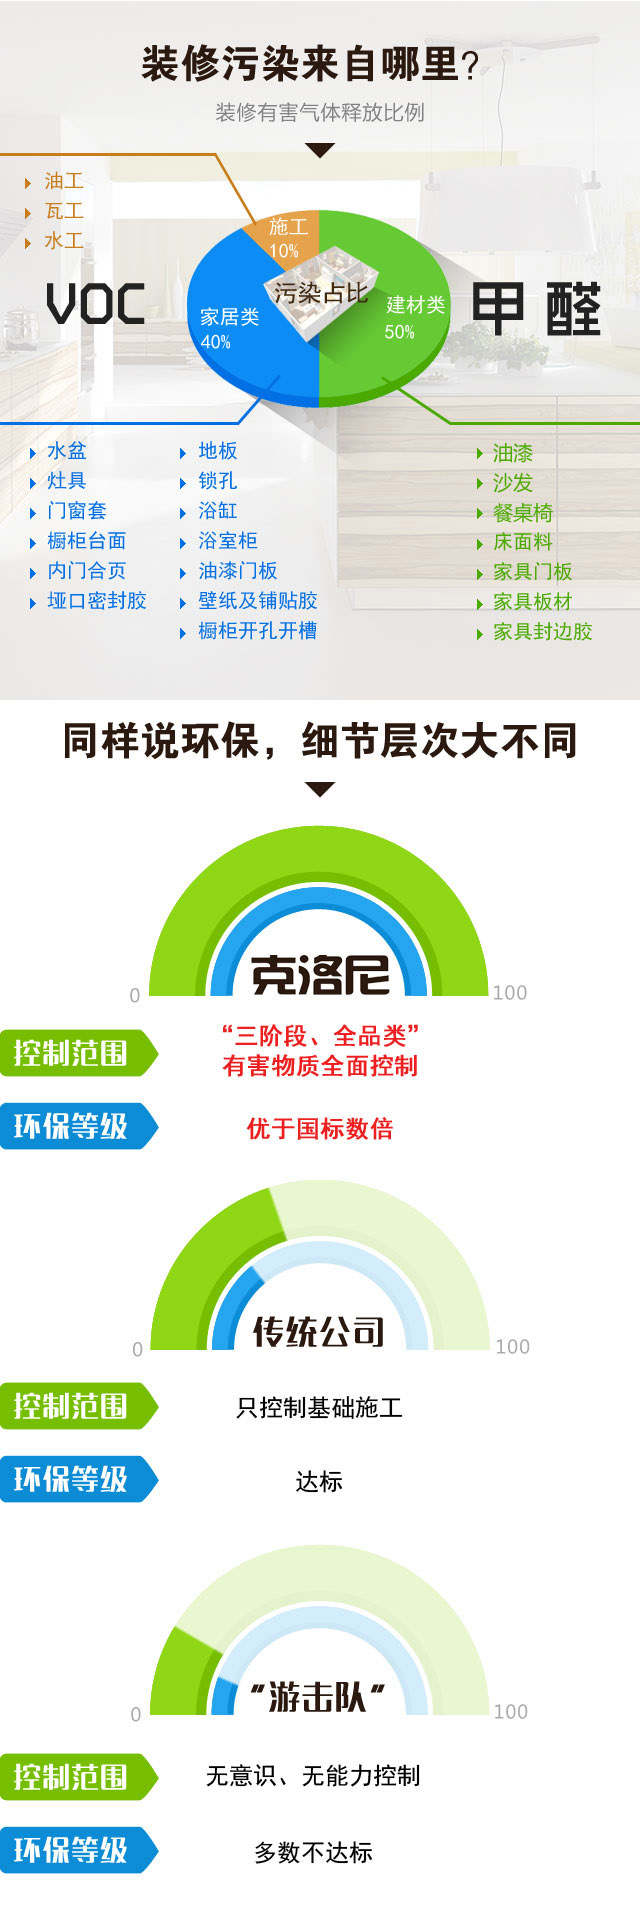 装修污染来自哪里?
装修有害气体释放比例
油工
瓦工
水工
施工
10%
污染占比
家居类
40%
建材类
50%
VOC
甲醛
水盆
灶具
门窗套
橱柜台面
内门合页
垭口密封胶
地板
锁孔
浴缸
浴室柜
油漆门板
壁纸及铺贴胶
橱柜开孔开槽
油漆
沙发
餐桌椅
床面料
家具门板
家具板材
家具封边胶
同样说环保，细节层次大不同
克洛尼
0
100
控制范围
“三阶段、全品类”
有害物质全面控制
环保等级
优于国标数倍
传统公司
0
100
控制范围
只控制基础施工
环保等级
达标
"游击队"
0
100
控制范围
无意识、无能力控制
环保等级
多数不达标